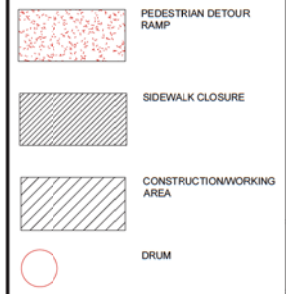 PEDESTRIAN DETOUR
RAMP
SIDEWALK CLOSURE
CONSTRUCTION/WORKING
AREA
DRUM